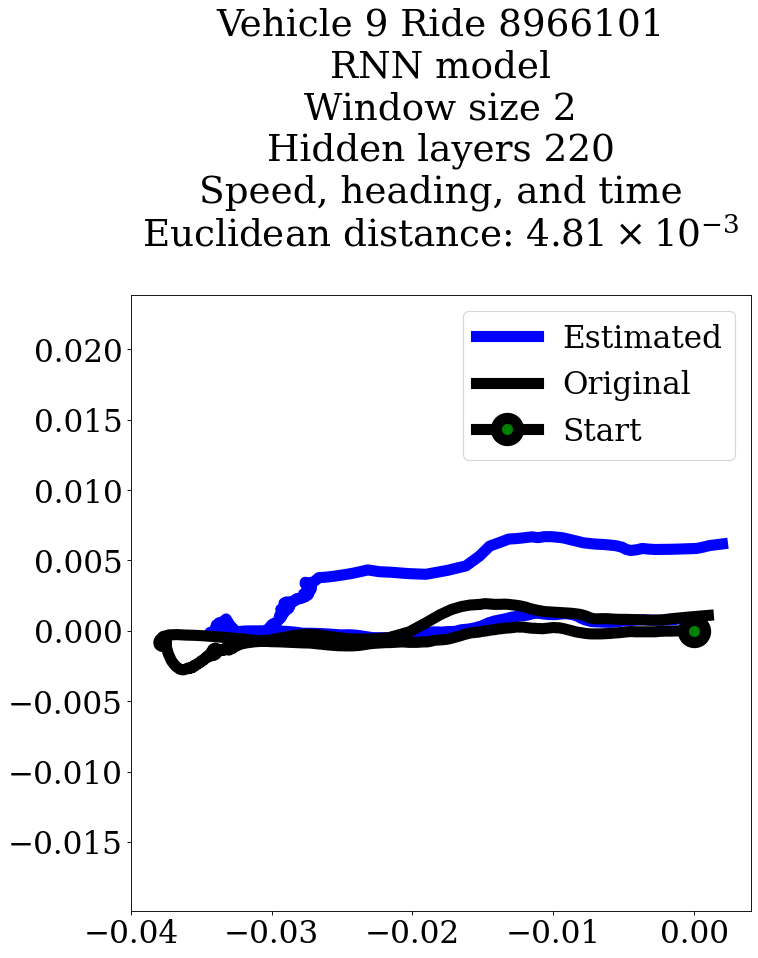 Vehicle 9 Ride 8966101
RNN model
Window size 2
Hidden layers 220
Speed, heading, and time
Euclidean distance: 4.81 × 10⁻³
Estimated
Original
Start
0.020
0.015
0.010
0.005
0.000
−0.005
−0.010
−0.015
−0.04 −0.03 −0.02 −0.01 0.00